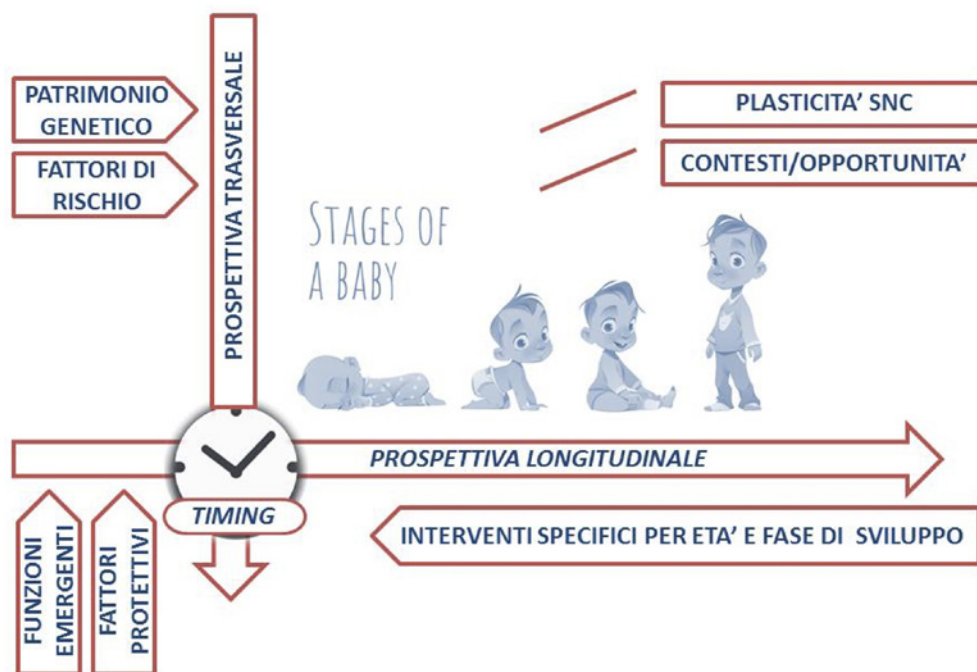 PATRIMONIO
GENETICO
FATTORI DI
RISCHIO
PROSPETTIVA TRASVERSALE
PLASTICITA' SNC
CONTESTI/OPPORTUNITA'
STAGES OF
A BABY
PROSPETTIVA LONGITUDINALE
TIMING
INTERVENTI SPECIFICI PER ETA' E FASE DI SVILUPPO
FUNZIONI
EMERGENTI
FATTORI
PROTETTIVI